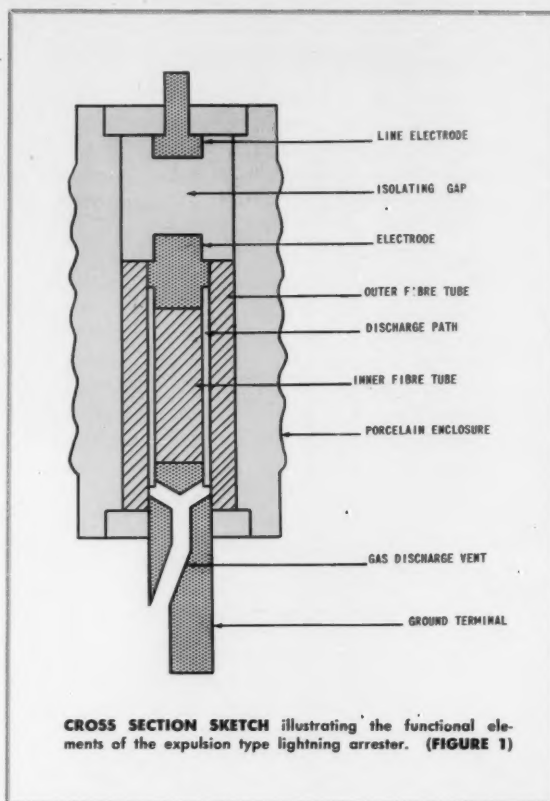 LINE ELECTRODE
ISOLATING GAP
ELECTRODE
OUTER FIBRE TUBE
DISCHARGE PATH
INNER FIBRE TUBE
PORCELAIN ENCLOSURE
GAS DISCHARGE VENT
GROUND TERMINAL
CROSS SECTION SKETCH illustrating the functional ele-
ments of the expulsion type lightning arrester. (FIGURE 1)